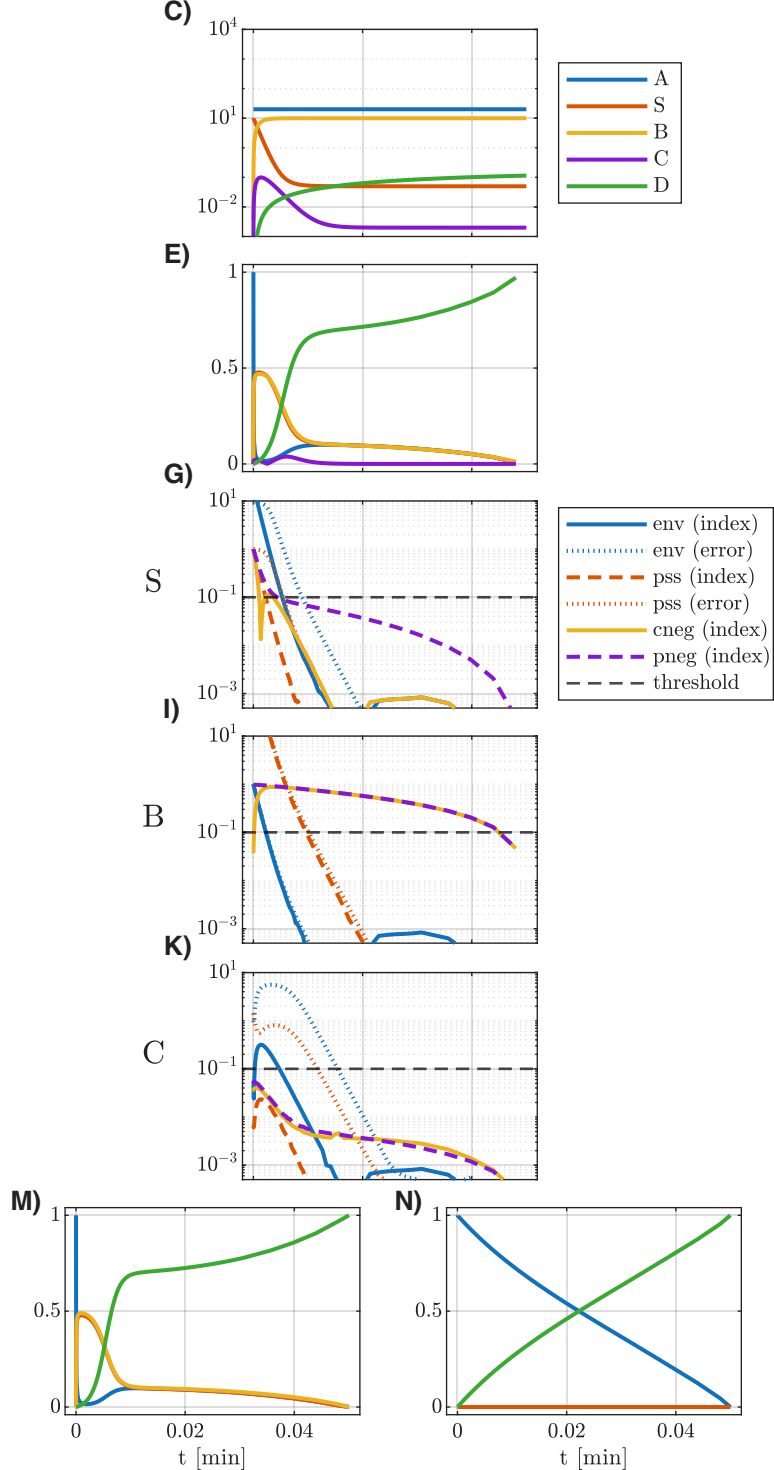 C)
10^4
10^1
10^-2
A
S
B
C
D
E)
1
0.5
0
G)
S
10^1
10^-1
10^-3
env (index)
env (error)
pss (index)
pss (error)
cneg (index)
pneg (index)
threshold
I)
B
10^1
10^-1
10^-3
K)
C
10^1
10^-1
10^-3
M)
1
0.5
0
0
0.02
0.04
t [min]
N)
1
0.5
0
0
0.02
0.04
t [min]